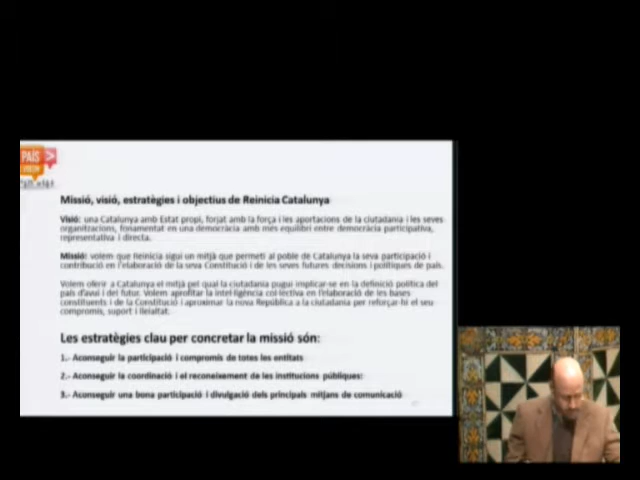 PAÍS
Missió, visió, estratègies i objectius de Reinicia Catalunya
Visió: una Catalunya amb Estat propi, forjat amb la força i les aportacions de la ciutadania i les seves
organitzacions, fonamentat en una democràcia amb més equilibri entre democràcia participativa,
representativa i directa.
Missió: volem que Reinicia sigui un mitjà que permeti al poble de Catalunya la seva participació i
contribució en l'elaboració de la seva Constitució i de les seves futures decisions i polítiques de país.
Volem oferir a Catalunya el mitjà pel qual la ciutadania pugui implicar-se en la definició política del
país d'avui i del futur. Volem aprofitar la intel·ligència col·lectiva en l'elaboració de les bases
constituents i de la Constitució i aproximar la nova República a la ciutadania per reforçar-hi el seu
compromís, suport i lleialtat.
Les estratègies clau per concretar la missió són:
1.- Aconseguir la participació i compromís de totes les entitats
2.- Aconseguir la coordinació i el reconeixement de les institucions públiques:
3.- Aconseguir una bona participació i divulgació dels principals mitjans de comunicació